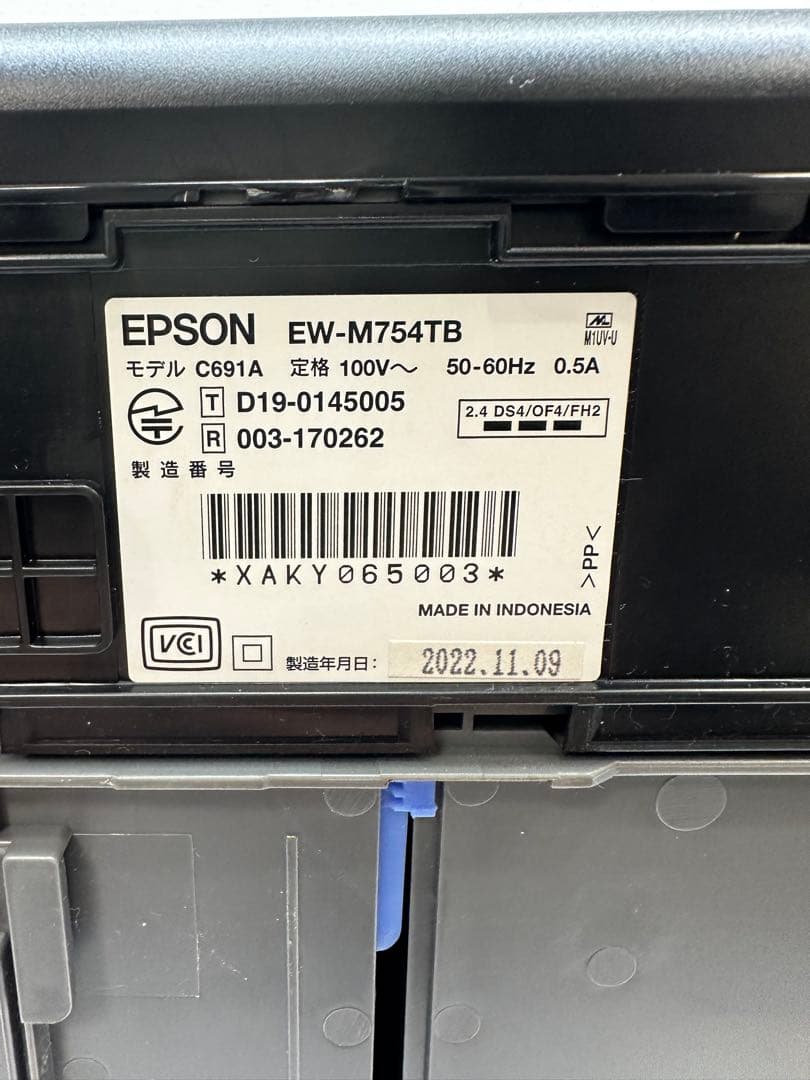 EPSON EW-M754TB
M1UV-U
モデル C691A 定格 100V～ 50-60Hz 0.5A
T D19-0145005
R 003-170262
2.4 DS4/OF4/FH2
製造番号
*XAKY065003*
>PP<
MADE IN INDONESIA
VCCI
製造年月日: 2022.11.09